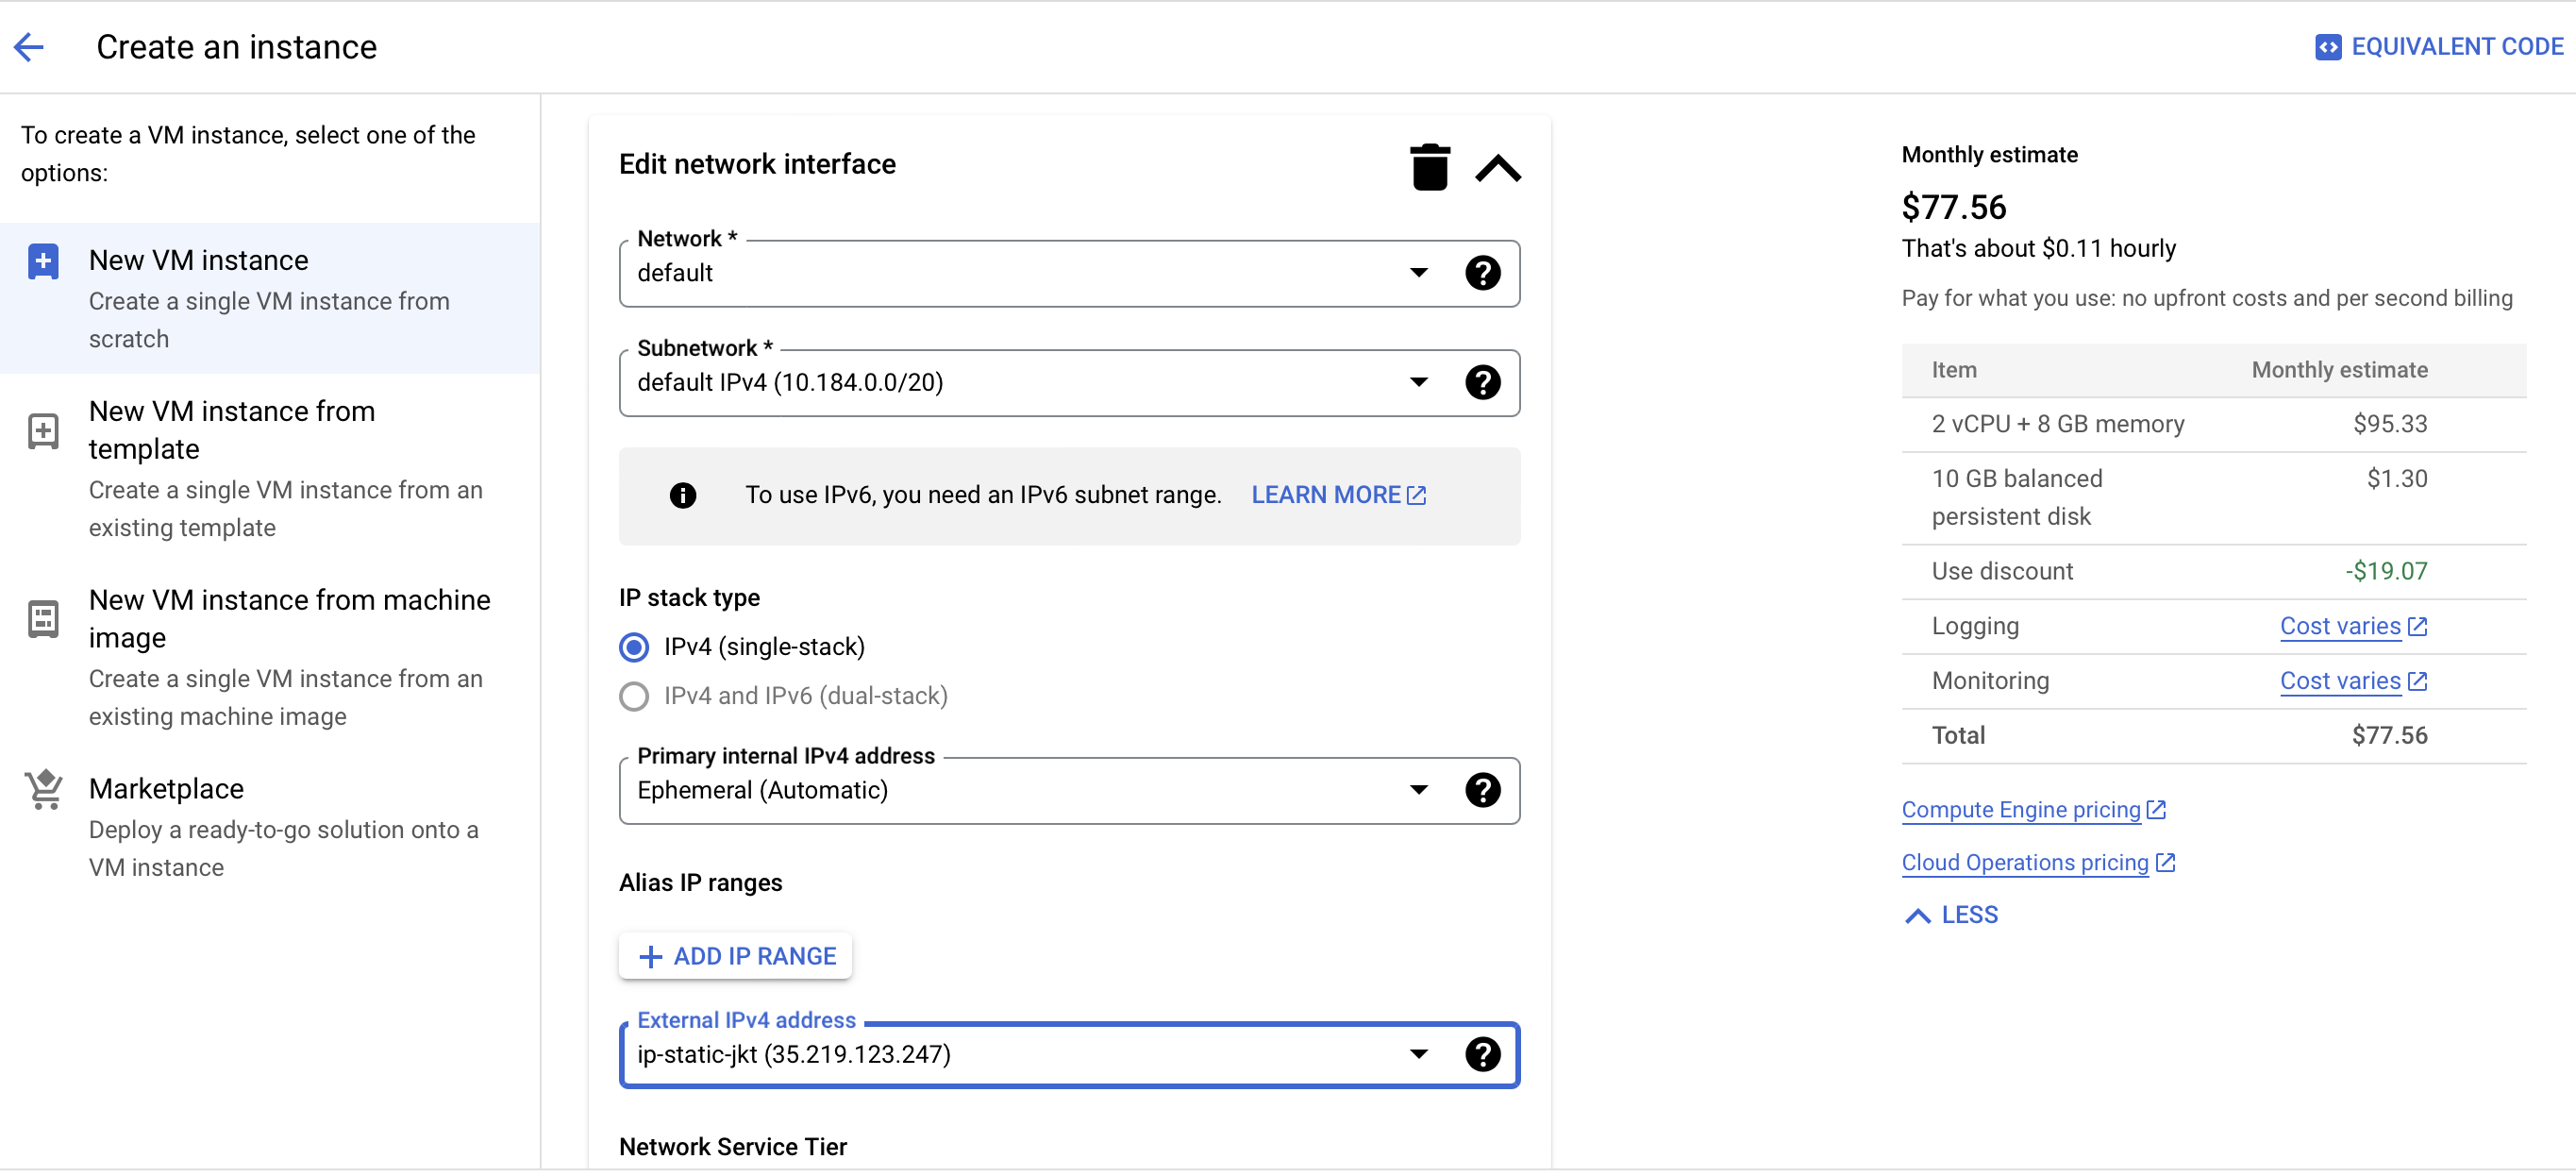 Create an instance
EQUIVALENT CODE
To create a VM instance, select one of the
options:
New VM instance
Create a single VM instance from
scratch
New VM instance from
template
Create a single VM instance from an
existing template
New VM instance from machine
image
Create a single VM instance from an
existing machine image
Marketplace
Deploy a ready-to-go solution onto a
VM instance
Edit network interface
Network *
default
Subnetwork *
default IPv4 (10.184.0.0/20)
To use IPv6, you need an IPv6 subnet range. LEARN MORE
IP stack type
IPv4 (single-stack)
IPv4 and IPv6 (dual-stack)
Primary internal IPv4 address
Ephemeral (Automatic)
Alias IP ranges
ADD IP RANGE
External IPv4 address
ip-static-jkt (35.219.123.247)
Network Service Tier
Monthly estimate
$77.56
That's about $0.11 hourly
Pay for what you use: no upfront costs and per second billing
Item Monthly estimate
2 vCPU + 8 GB memory $95.33
10 GB balanced $1.30
persistent disk
Use discount -$19.07
Logging Cost varies
Monitoring Cost varies
Total $77.56
Compute Engine pricing
Cloud Operations pricing
LESS